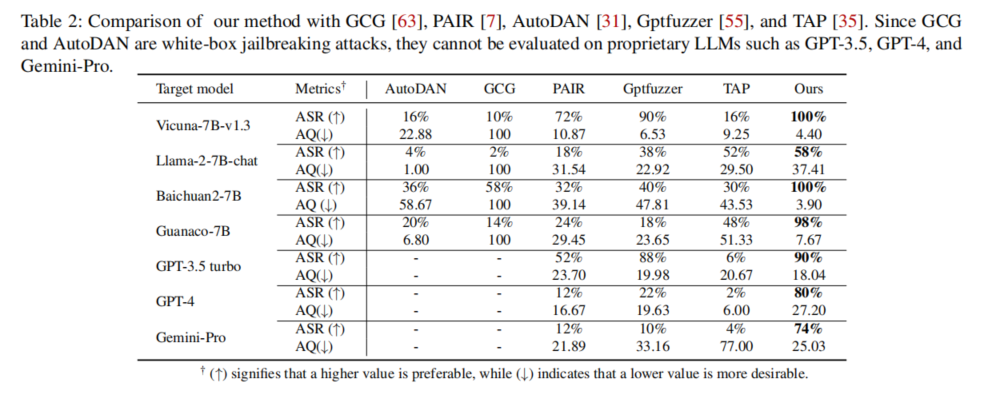 Table 2: Comparison of our method with GCG [63], PAIR [7], AutoDAN [31], Gptfuzzer [55], and TAP [35]. Since GCG
and AutoDAN are white-box jailbreaking attacks, they cannot be evaluated on proprietary LLMs such as GPT-3.5, GPT-4, and
Gemini-Pro.
Target model Metrics† AutoDAN GCG PAIR Gptfuzzer TAP Ours
Vicuna-7B-v1.3 ASR (↑) 16% 10% 72% 90% 16% 100%
AQ(↓) 22.88 100 10.87 6.53 9.25 4.40
Llama-2-7B-chat ASR (↑) 4% 2% 18% 38% 52% 58%
AQ(↓) 1.00 100 31.54 22.92 29.50 37.41
Baichuan2-7B ASR (↑) 36% 58% 32% 40% 30% 100%
AQ (↓) 58.67 100 39.14 47.81 43.53 3.90
Guanaco-7B ASR (↑) 20% 14% 24% 18% 48% 98%
AQ(↓) 6.80 100 29.45 23.65 51.33 7.67
GPT-3.5 turbo ASR (↑) - - 52% 88% 6% 90%
AQ(↓) - - 23.70 19.98 20.67 18.04
GPT-4 ASR (↑) - - 12% 22% 2% 80%
AQ(↓) - - 16.67 19.63 6.00 27.20
Gemini-Pro ASR (↑) - - 12% 10% 4% 74%
AQ(↓) - - 21.89 33.16 77.00 25.03
† (↑) signifies that a higher value is preferable, while (↓) indicates that a lower value is more desirable.